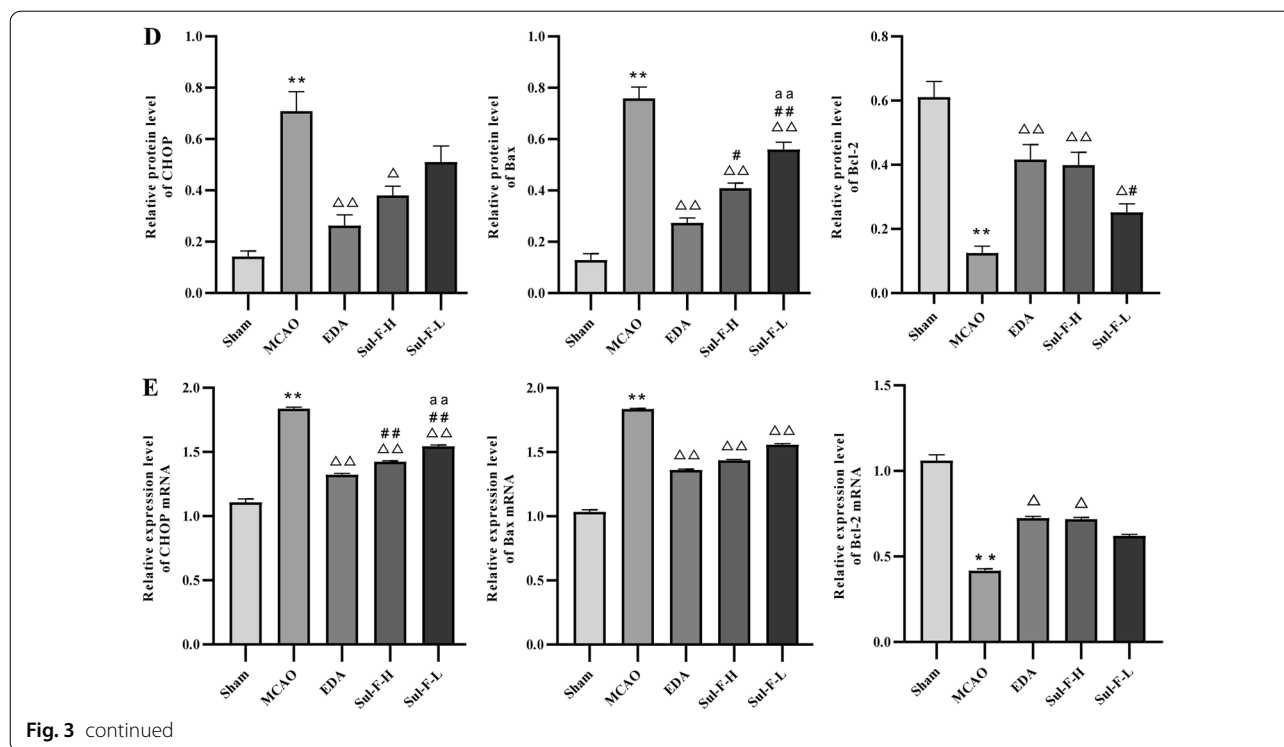 D
Relative protein level
of CHOP
1.0
0.8
0.6
0.4
0.2
0.0
**
△△
△
Sham
MCAO
EDA
Sul-F-H
Sul-F-L
Relative protein level
of Bax
1.0
0.8
0.6
0.4
0.2
0.0
**
△△
#
△△
aa
##
△△
Sham
MCAO
EDA
Sul-F-H
Sul-F-L
Relative protein level
of Bcl-2
0.8
0.6
0.4
0.2
0.0
**
△△
△△
△#
Sham
MCAO
EDA
Sul-F-H
Sul-F-L
E
Relative expression level
of CHOP mRNA
2.0
1.5
1.0
0.5
0.0
**
△△
##
△△
aa
##
△△
Sham
MCAO
EDA
Sul-F-H
Sul-F-L
Relative expression level
of Bax mRNA
2.0
1.5
1.0
0.5
0.0
**
△△
△△
△△
Sham
MCAO
EDA
Sul-F-H
Sul-F-L
Relative expression level
of Bcl-2 mRNA
1.5
1.0
0.5
0.0
**
△
△
Sham
MCAO
EDA
Sul-F-H
Sul-F-L
Fig. 3 continued